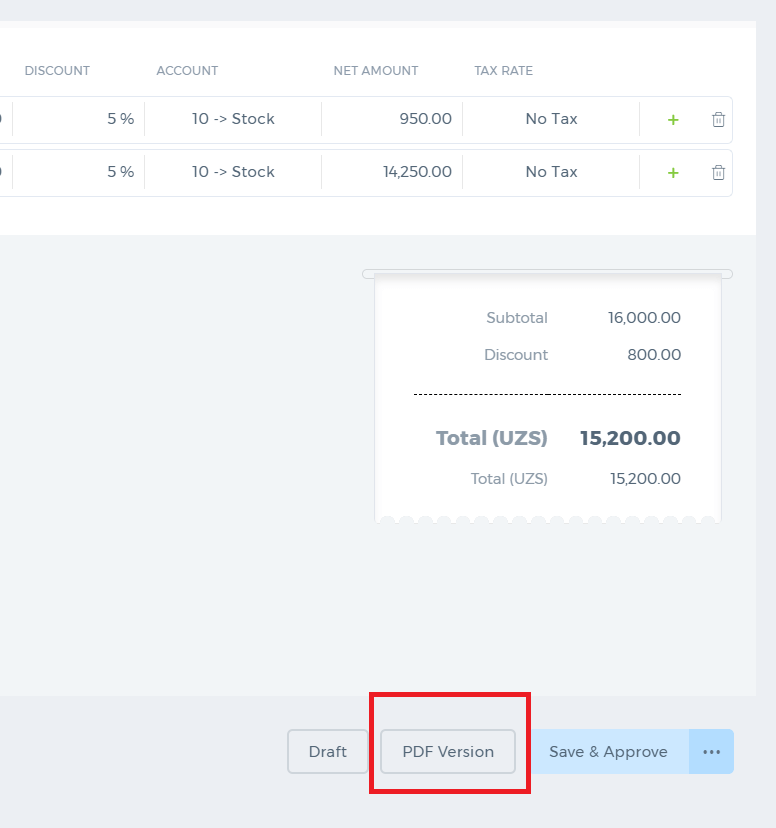 DISCOUNT ACCOUNT NET AMOUNT TAX RATE
5 % 10 -> Stock 950.00 No Tax +
5 % 10 -> Stock 14,250.00 No Tax +
Subtotal 16,000.00
Discount 800.00
Total (UZS) 15,200.00
Total (UZS) 15,200.00
Draft PDF Version Save & Approve ...